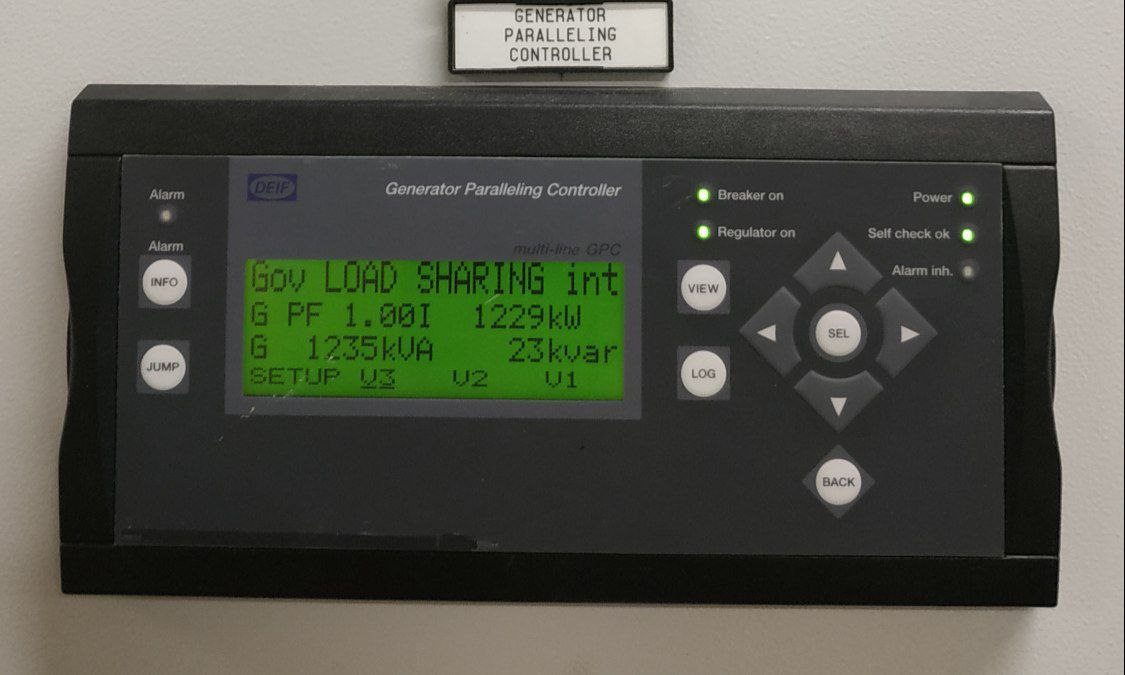 GENERATOR
PARALLELING
CONTROLLER
DEIF
Generator Paralleling Controller
multi-line GPC
Alarm
Alarm
INFO
JUMP
Gov LOAD SHARING int
G PF 1.00I 1229kW
G 1235kVA 23kvar
SETUP V3 V2 V1
Breaker on
Regulator on
Power
Self check ok
Alarm inh.
VIEW
SEL
LOG
BACK